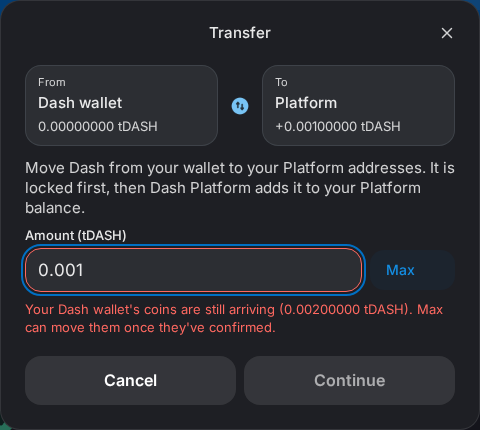 Transfer
From
Dash wallet
0.00000000 tDASH
To
Platform
+0.00100000 tDASH
Move Dash from your wallet to your Platform addresses. It is
locked first, then Dash Platform adds it to your Platform
balance.
Amount (tDASH)
0.001
Max
Your Dash wallet's coins are still arriving (0.00200000 tDASH). Max
can move them once they've confirmed.
Cancel
Continue